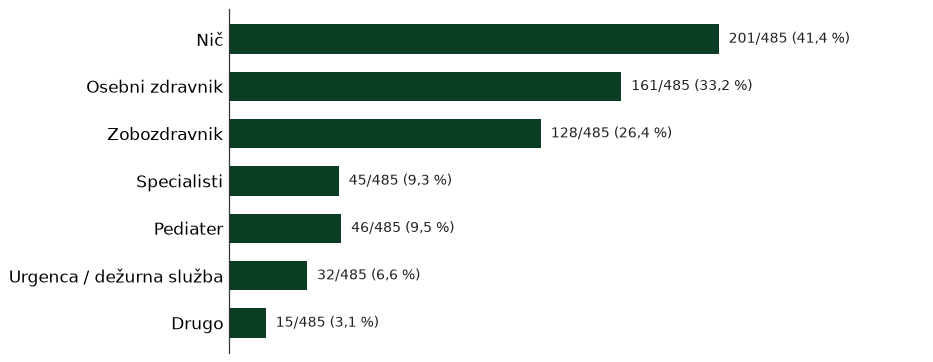 Nič 201/485 (41,4 %)
Osebni zdravnik 161/485 (33,2 %)
Zobozdravnik 128/485 (26,4 %)
Specialisti 45/485 (9,3 %)
Pediater 46/485 (9,5 %)
Urgenca / dežurna služba 32/485 (6,6 %)
Drugo 15/485 (3,1 %)